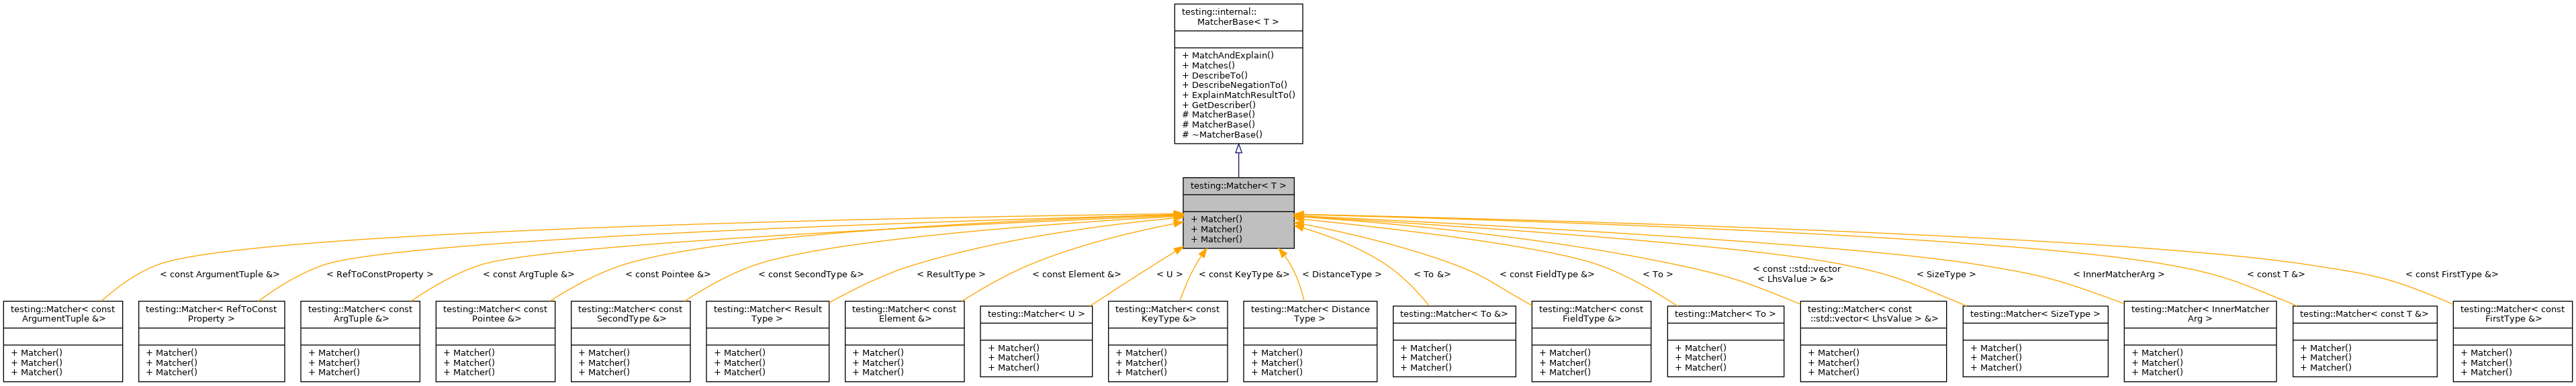 testing::internal::
MatcherBase< T >
+ MatchAndExplain()
+ Matches()
+ DescribeTo()
+ DescribeNegationTo()
+ ExplainMatchResultTo()
+ GetDescriber()
# MatcherBase()
# MatcherBase()
# ~MatcherBase()
testing::Matcher< T >
+ Matcher()
+ Matcher()
+ Matcher()
< const ArgumentTuple &>
< RefToConstProperty >
< const ArgTuple &>
< const Pointee &>
< const SecondType &>
< ResultType >
< const Element &>
< U >
< const KeyType &>
< DistanceType >
< To &>
< const FieldType &>
< To >
< const ::std::vector
< LhsValue > &>
< SizeType >
< InnerMatcherArg >
< const T &>
< const FirstType &>
testing::Matcher< const
ArgumentTuple &>
+ Matcher()
+ Matcher()
+ Matcher()
testing::Matcher< RefToConst
Property >
+ Matcher()
+ Matcher()
+ Matcher()
testing::Matcher< const
ArgTuple &>
+ Matcher()
+ Matcher()
+ Matcher()
testing::Matcher< const
Pointee &>
+ Matcher()
+ Matcher()
+ Matcher()
testing::Matcher< const
SecondType &>
+ Matcher()
+ Matcher()
+ Matcher()
testing::Matcher< Result
Type >
+ Matcher()
+ Matcher()
+ Matcher()
testing::Matcher< const
Element &>
+ Matcher()
+ Matcher()
+ Matcher()
testing::Matcher< U >
+ Matcher()
+ Matcher()
+ Matcher()
testing::Matcher< const
KeyType &>
+ Matcher()
+ Matcher()
+ Matcher()
testing::Matcher< Distance
Type >
+ Matcher()
+ Matcher()
+ Matcher()
testing::Matcher< To &>
+ Matcher()
+ Matcher()
+ Matcher()
testing::Matcher< const
FieldType &>
+ Matcher()
+ Matcher()
+ Matcher()
testing::Matcher< To >
+ Matcher()
+ Matcher()
+ Matcher()
testing::Matcher< const
::std::vector< LhsValue > &>
+ Matcher()
+ Matcher()
+ Matcher()
testing::Matcher< SizeType >
+ Matcher()
+ Matcher()
+ Matcher()
testing::Matcher< InnerMatcher
Arg >
+ Matcher()
+ Matcher()
+ Matcher()
testing::Matcher< const T &>
+ Matcher()
+ Matcher()
+ Matcher()
testing::Matcher< const
FirstType &>
+ Matcher()
+ Matcher()
+ Matcher()